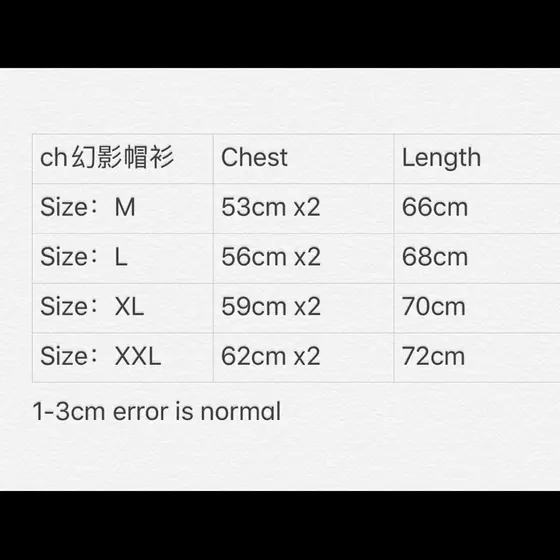 ch幻影帽衫 Chest Length
Size：M 53cm x2 66cm
Size：L 56cm x2 68cm
Size：XL 59cm x2 70cm
Size：XXL 62cm x2 72cm
1-3cm error is normal